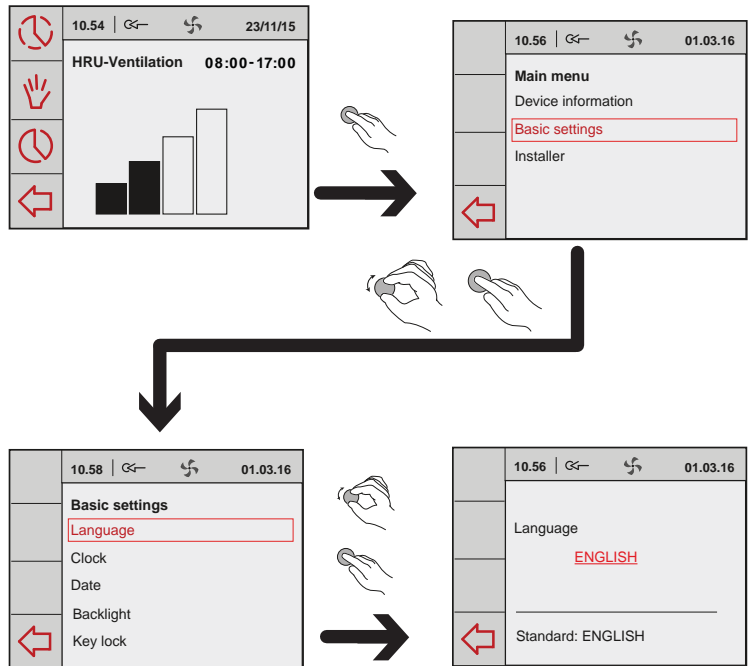 10.54 23/11/15
HRU-Ventilation 08:00-17:00
10.56 01.03.16
Main menu
Device information
Basic settings
Installer
10.58 01.03.16
Basic settings
Language
Clock
Date
Backlight
Key lock
10.56 01.03.16
Language
ENGLISH
Standard: ENGLISH